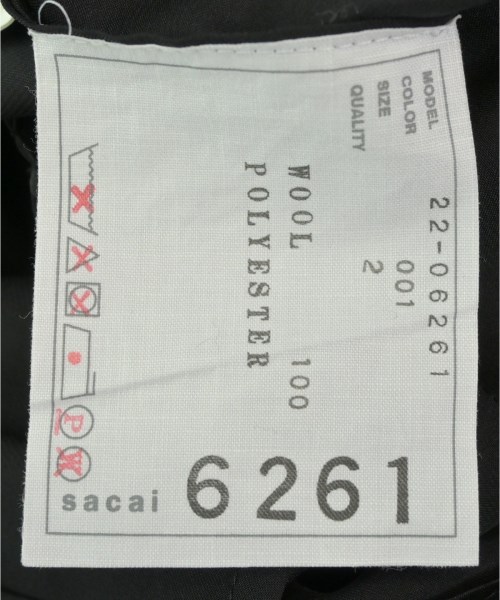 MODEL 22-06261
COLOR 001
SIZE 2
QUALITY
WOOL 100
POLYESTER
P
W
sacai
6261